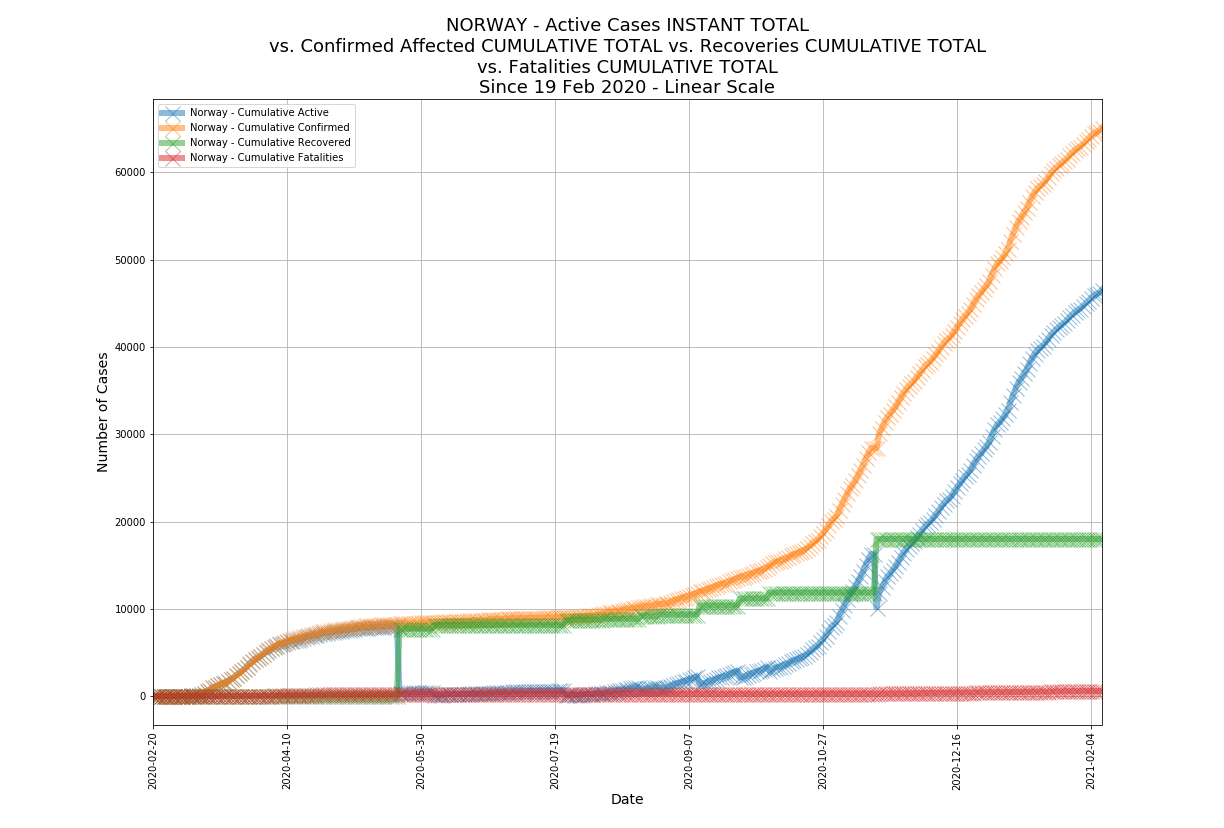 NORWAY - Active Cases INSTANT TOTAL
vs. Confirmed Affected CUMULATIVE TOTAL vs. Recoveries CUMULATIVE TOTAL
vs. Fatalities CUMULATIVE TOTAL
Since 19 Feb 2020 - Linear Scale
Norway - Cumulative Active
Norway - Cumulative Confirmed
Norway - Cumulative Recovered
Norway - Cumulative Fatalities
Number of Cases
60000
50000
40000
30000
20000
10000
0
2020-02-20
2020-04-10
2020-05-30
2020-07-19
2020-09-07
2020-10-27
2020-12-16
2021-02-04
Date